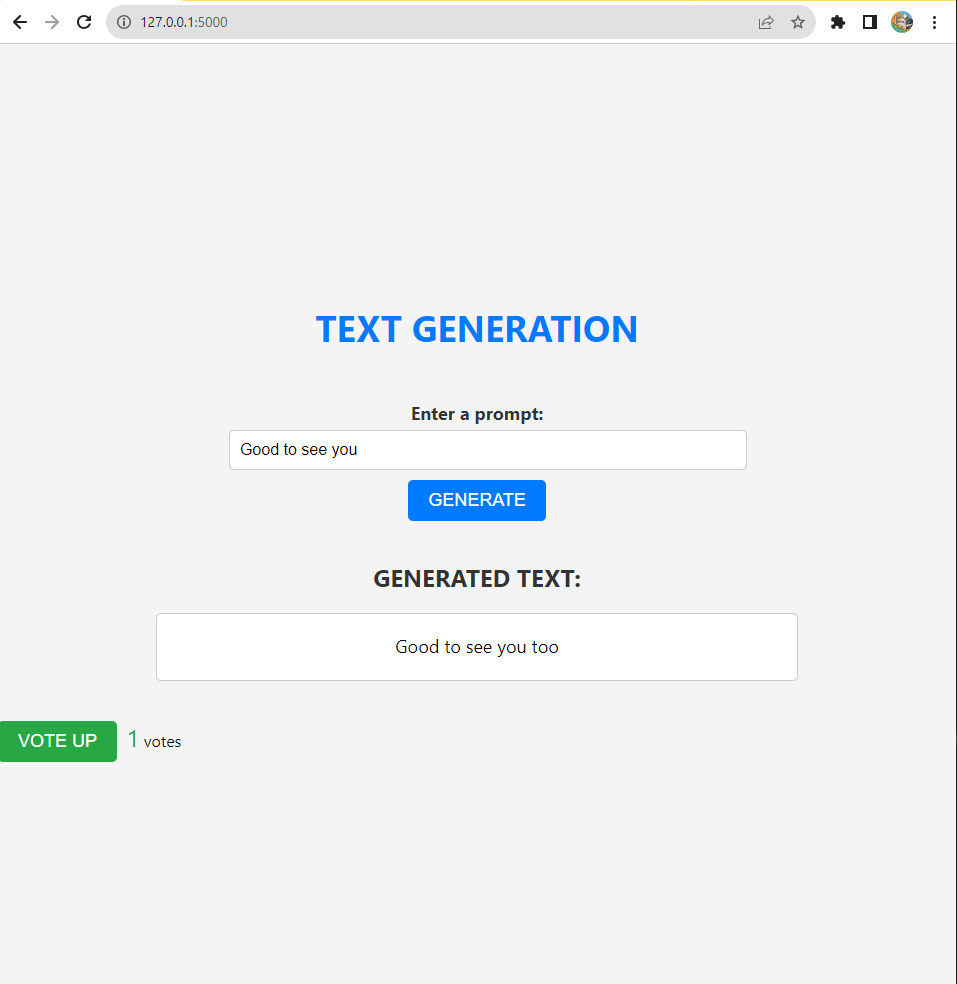 127.0.0.1:5000
TEXT GENERATION
Enter a prompt:
Good to see you
GENERATE
GENERATED TEXT:
Good to see you too
VOTE UP 1 votes